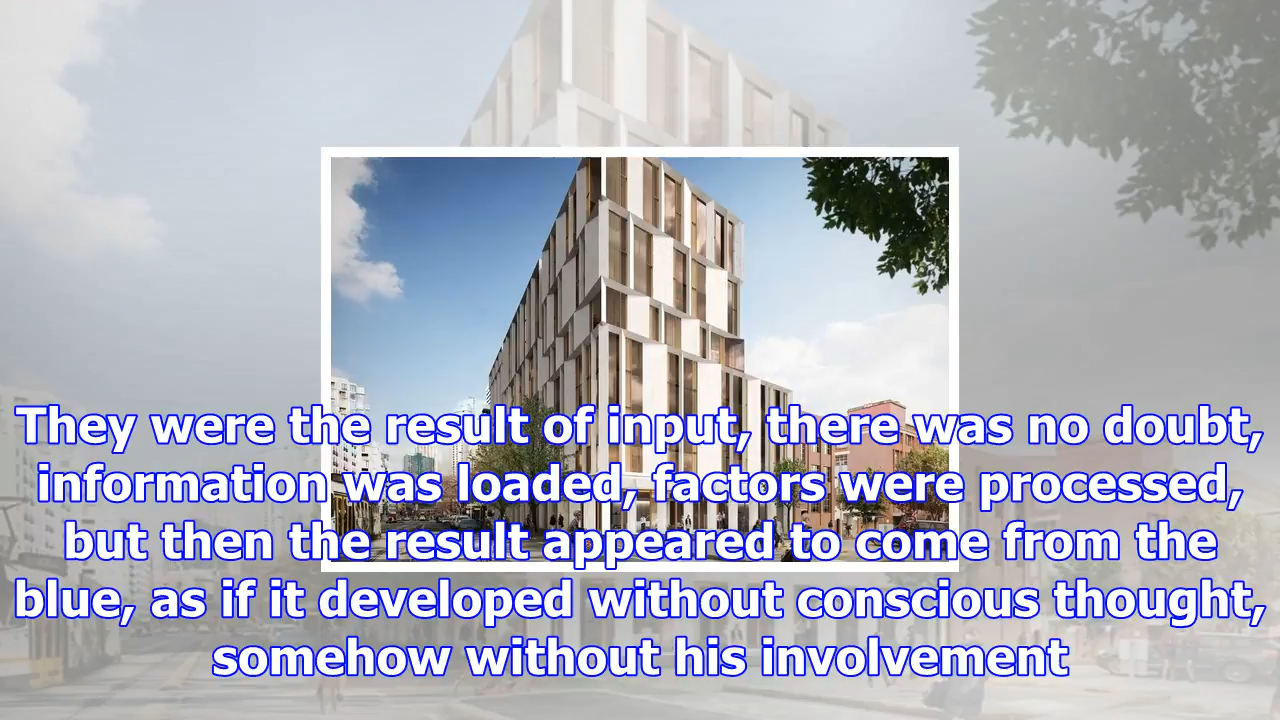 They were the result of input, there was no doubt,
information was loaded, factors were processed,
but then the result appeared to come from the
blue, as if it developed without conscious thought,
somehow without his involvement